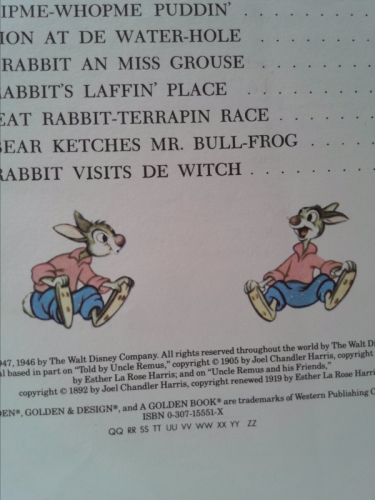 IPME-WHOPME PUDDIN' . . . . . . . . .
ION AT DE WATER-HOLE . . . . . . . .
RABBIT AN MISS GROUSE . . . . . . . .
RABBIT'S LAFFIN' PLACE . . . . . . . .
EAT RABBIT-TERRAPIN RACE . . . . . . .
BEAR KETCHES MR. BULL-FROG . . . . .
RABBIT VISITS DE WITCH . . . . . . . .
947, 1946 by The Walt Disney Company. All rights reserved throughout the world by The Walt Di
al based in part on "Told by Uncle Remus," copyright © 1905 by Joel Chandler Harris, copyright
by Esther La Rose Harris; and on "Uncle Remus and his Friends,"
copyright © 1892 by Joel Chandler Harris, copyright renewed 1919 by Esther La Rose Harri
DEN®, GOLDEN & DESIGN®, and A GOLDEN BOOK® are trademarks of Western Publishing C
ISBN 0-307-15551-X
QQ RR SS TT UU VV WW XX YY ZZ